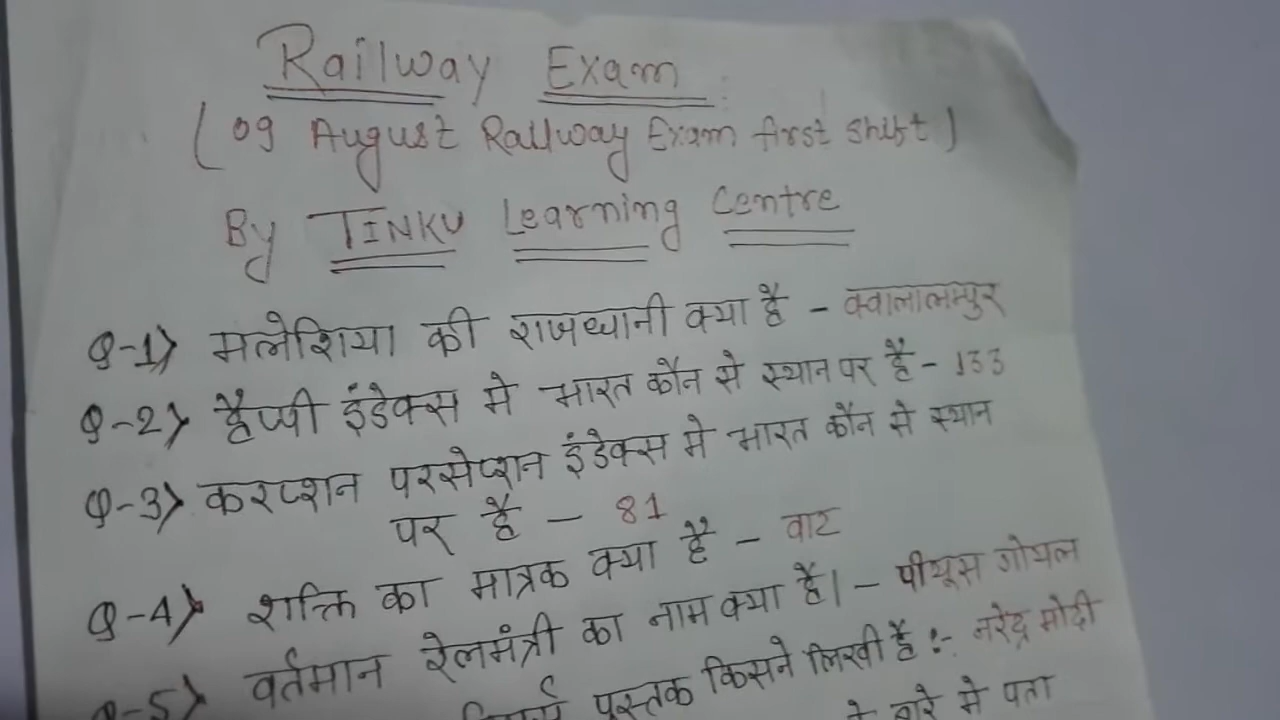 Railway Exam
( 09 August Railway Exam first shift )
By TINKU Learning Centre
Q-1) मलेशिया की राजधानी क्या है - क्वालालम्पुर
Q-2) हैप्पी इंडेक्स मे भारत कौन से स्थान पर है - 133
Q-3) करप्शन परसेप्शन इंडेक्स मे भारत कौन से स्थान
पर है - 81
Q-4) शक्ति का मात्रक क्या है - वाट
Q-5) वर्तमान रेलमंत्री का नाम क्या है। - पीयूस गोयल
पुस्तक किसने लिखी है :- नरेद्र मोदी
बारे मे पता